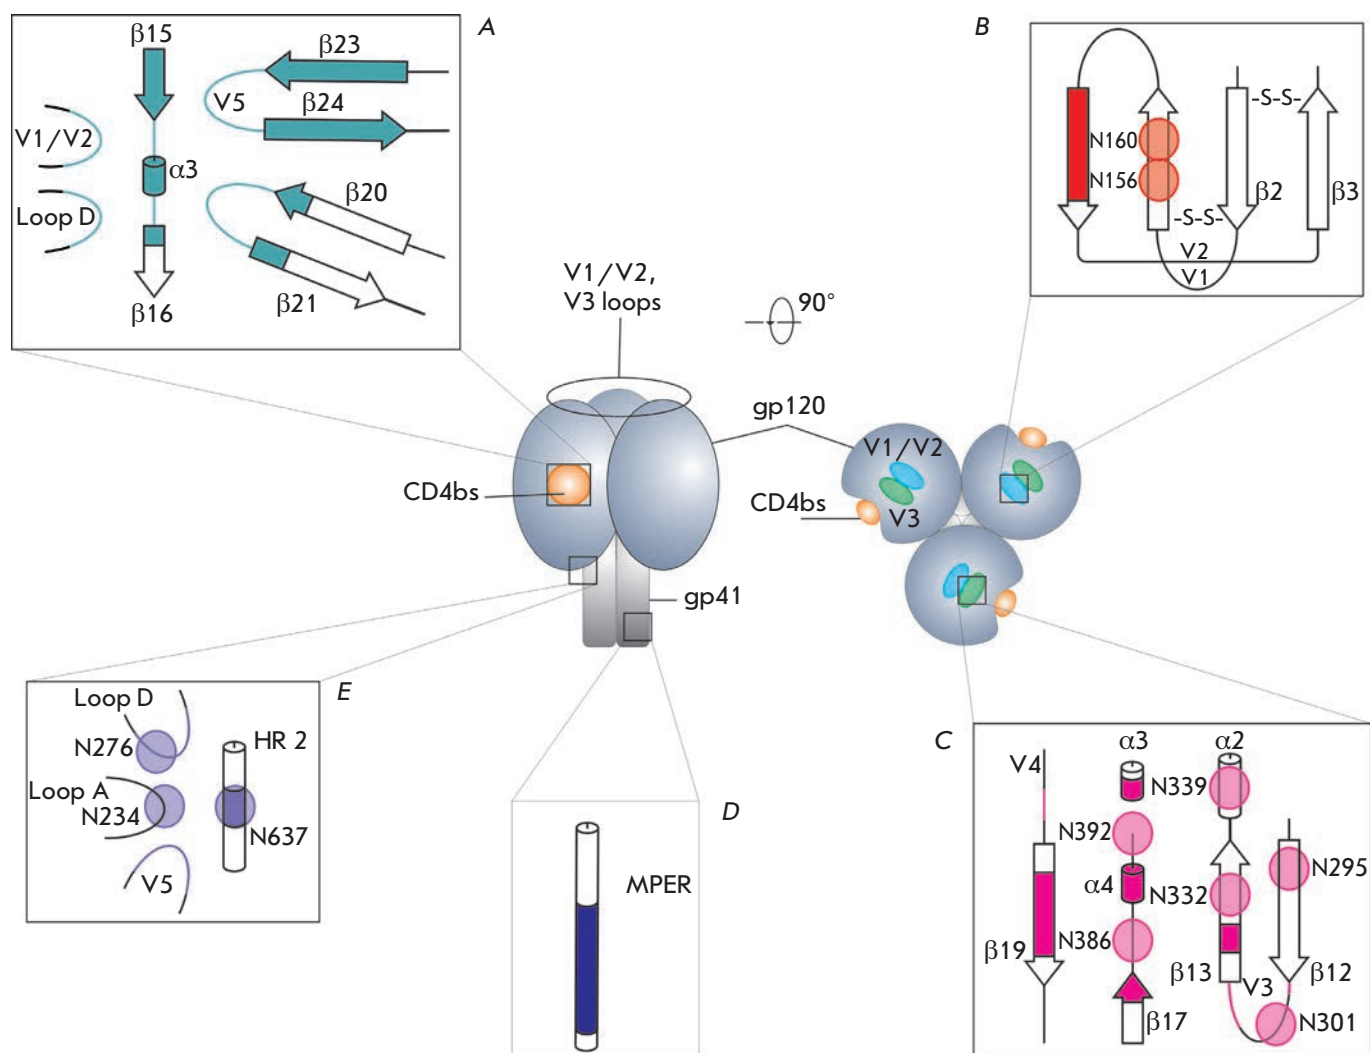 A
β15
β23
V5
β24
V1/V2
α3
Loop D
β20
β16
β21
B
N160
N156
-S-S-
-S-S-
β2
β3
V2
V1
V1/V2,
V3 loops
90°
gp120
CD4bs
gp41
V1/V2
CD4bs
V3
E
Loop D
N276
HR 2
Loop A
N234
N637
V5
D
MPER
C
V4
α3
α2
N339
N392
N295
α4
N332
N386
β19
β13
V3
β12
β17
N301